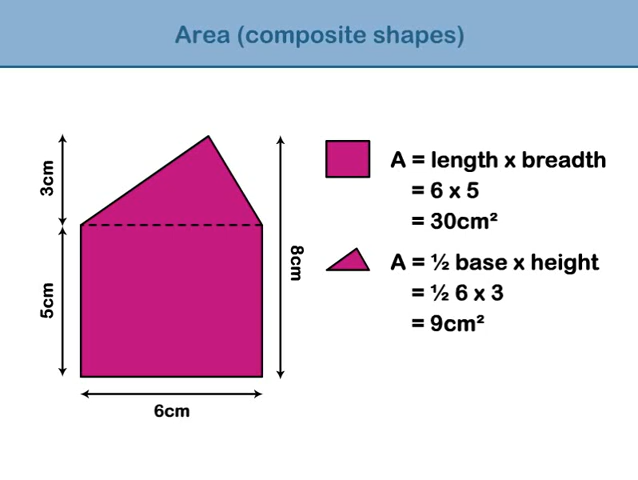 Area (composite shapes)
3cm
5cm
8cm
6cm
A = length x breadth
= 6 x 5
= 30cm²
A = ½ base x height
= ½ 6 x 3
= 9cm²